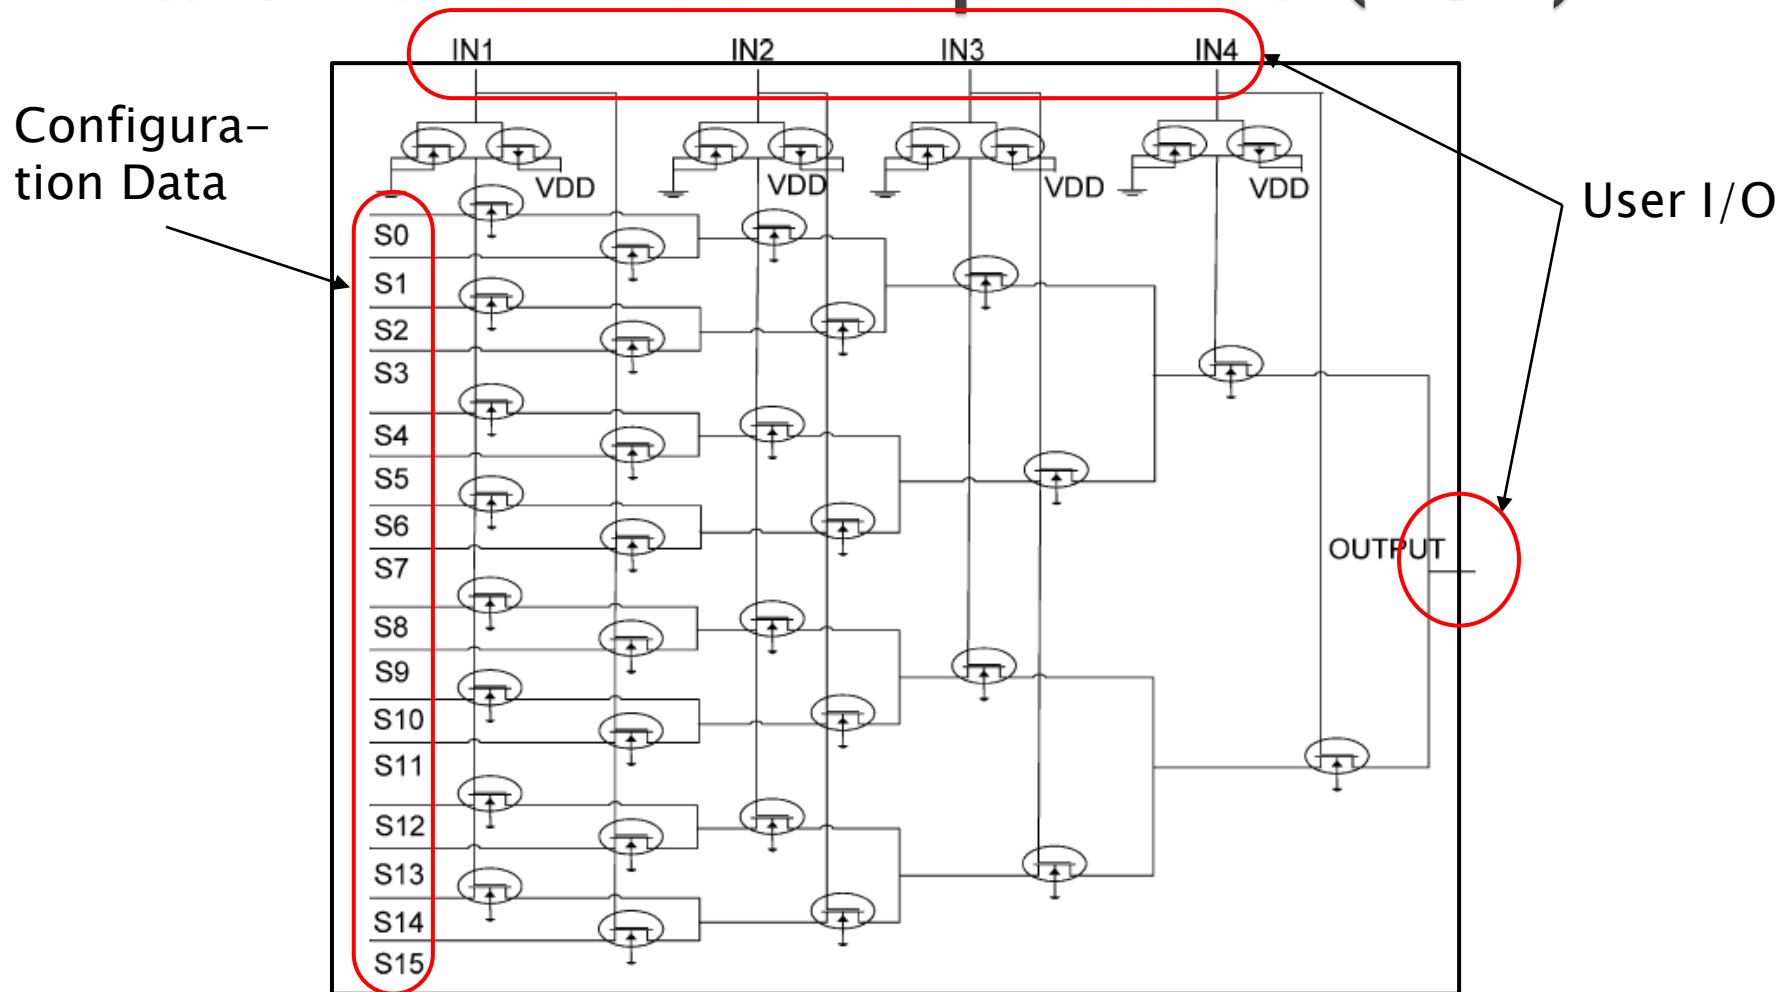 IN1 IN2 IN3 IN4
Configura-
tion Data
VDD VDD VDD VDD
User I/O
S0
S1
S2
S3
S4
S5
S6
S7
OUTPUT
S8
S9
S10
S11
S12
S13
S14
S15